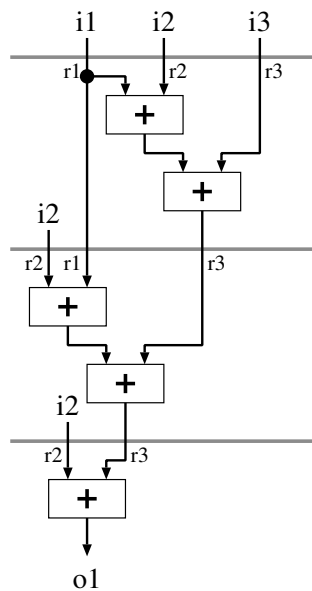 i1 i2 i3
r1 r2 r3
+
+
i2
r2 r1 r3
+
+
i2
r2 r3
+
o1